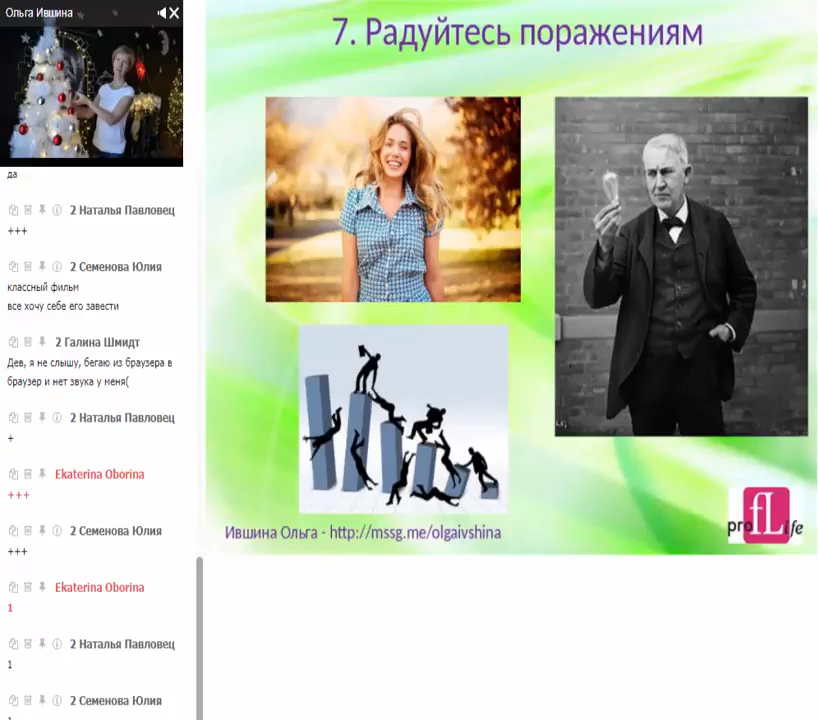 Ольга Ившина
да
2 Наталья Павловец
+++
2 Семенова Юлия
классный фильм
все хочу себе его завести
2 Галина Шмидт
Дев, я не слышу, бегаю из браузера в
браузер и нет звука у меня(
2 Наталья Павловец
+
Ekaterina Oborina
+++
2 Семенова Юлия
+++
Ekaterina Oborina
1
2 Наталья Павловец
1
2 Семенова Юлия
7. Радуйтесь поражениям
Ившина Ольга - http://mssg.me/olgaivshina
profLife